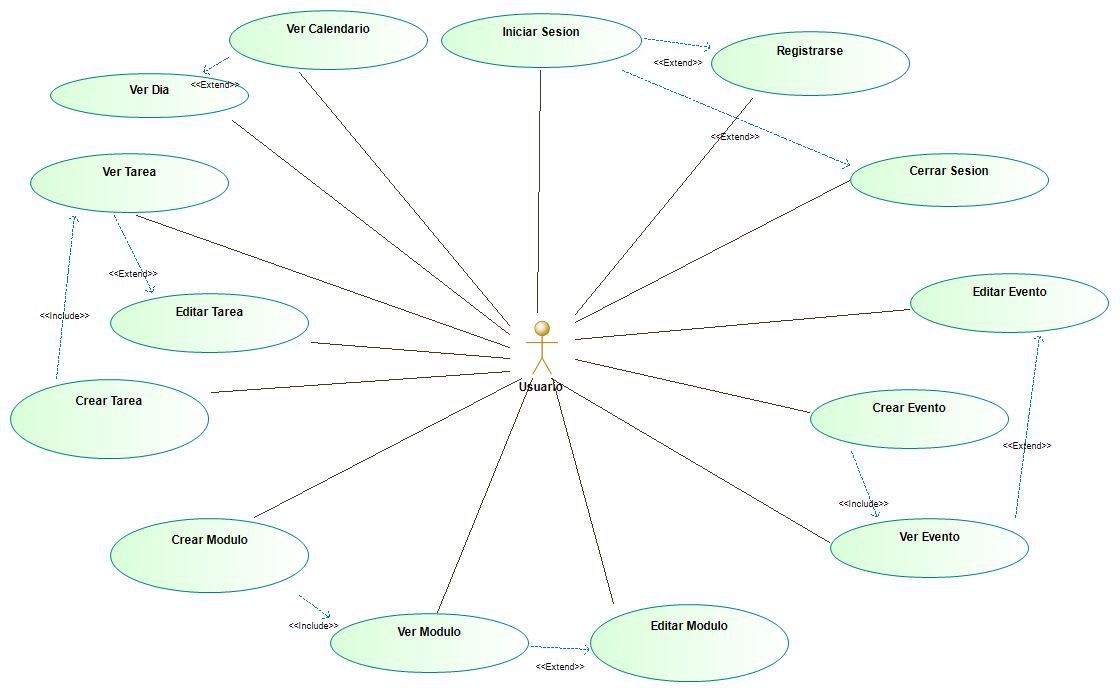 Ver Calendario
Iniciar Sesion
Registrarse
<<Extend>>
<<Extend>>
Ver Dia
<<Extend>>
Ver Tarea
Cerrar Sesion
<<Extend>>
Editar Evento
Editar Tarea
<<Include>>
Usuario
Crear Tarea
Crear Evento
<<Extend>>
<<Include>>
Crear Modulo
Ver Evento
<<Include>>
Ver Modulo
Editar Modulo
<<Extend>>